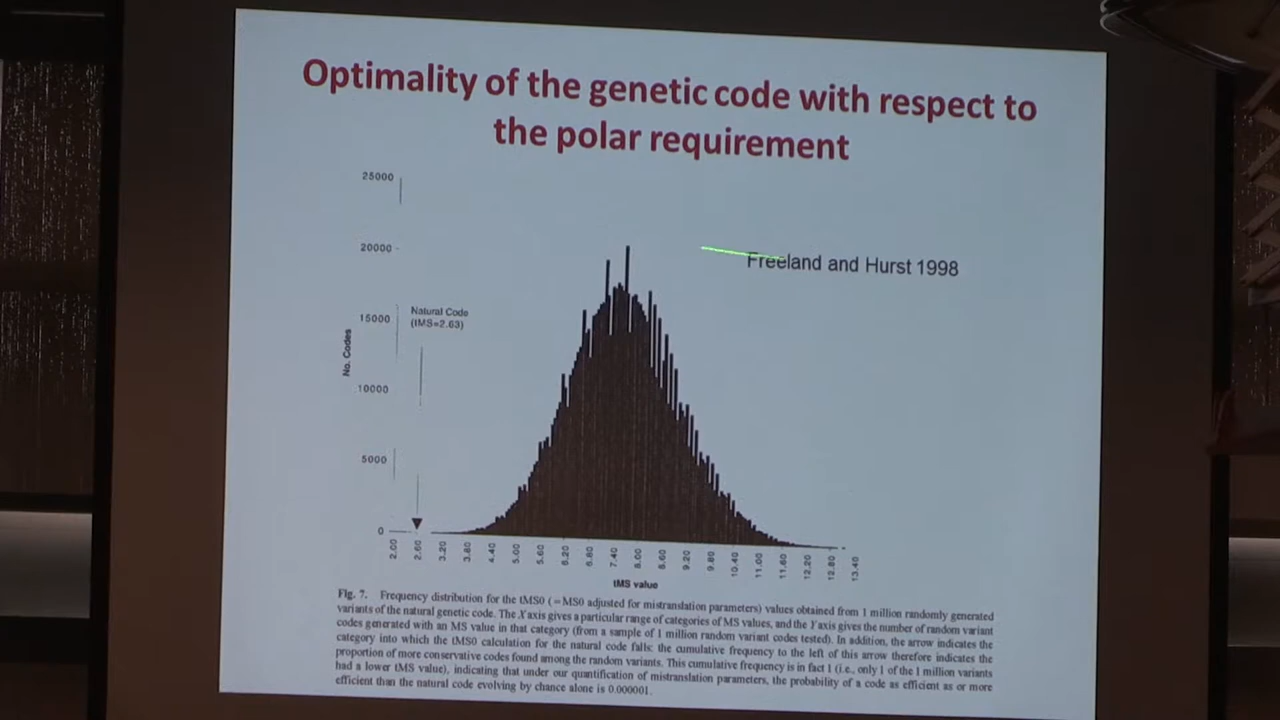 Optimality of the genetic code with respect to
the polar requirement
25000
20000
Freeland and Hurst 1998
Natural Code
(tMS=2.63)
15000
No. Codes
10000
5000
0
2.00 2.60 3.20 3.80 4.40 5.00 5.60 6.20 6.80 7.40 8.00 8.60 9.20 9.80 10.40 11.00 11.60 12.20 12.80 13.40
tMS value
Fig. 7. Frequency distribution for the tMS0 (=MS0 adjusted for mistranslation parameters) values obtained from 1 million randomly generated
variants of the natural genetic code. The X axis gives a particular range of categories of MS values, and the Y axis gives the number of random variant
codes generated with an MS value in that category (from a sample of 1 million random variant codes tested). In addition, the arrow indicates the
category into which the tMS0 calculation for the natural code falls: the cumulative frequency to the left of this arrow therefore indicates the
proportion of more conservative codes found among the random variants. This cumulative frequency is in fact 1 (i.e., only 1 of the 1 million variants
had a lower tMS value), indicating that under our quantification of mistranslation parameters, the probability of a code as efficient as or more
efficient than the natural code evolving by chance alone is 0.000001.